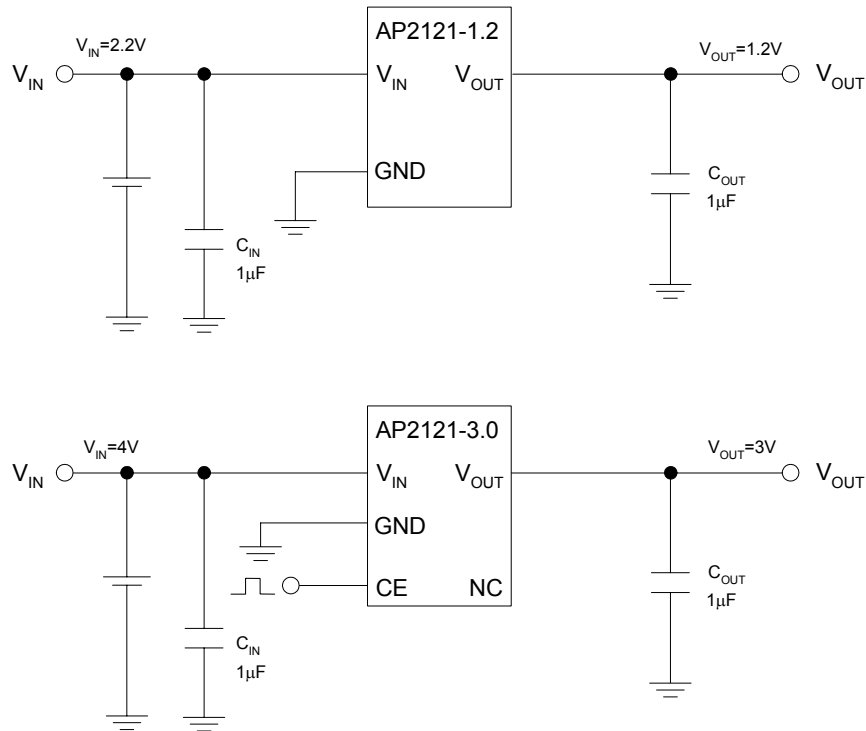 AP2121-1.2
V_IN=2.2V
V_OUT=1.2V
V_IN
V_IN
V_OUT
V_OUT
GND
C_OUT
1μF
C_IN
1μF
AP2121-3.0
V_IN=4V
V_OUT=3V
V_IN
V_IN
V_OUT
V_OUT
GND
CE
NC
C_OUT
1μF
C_IN
1μF